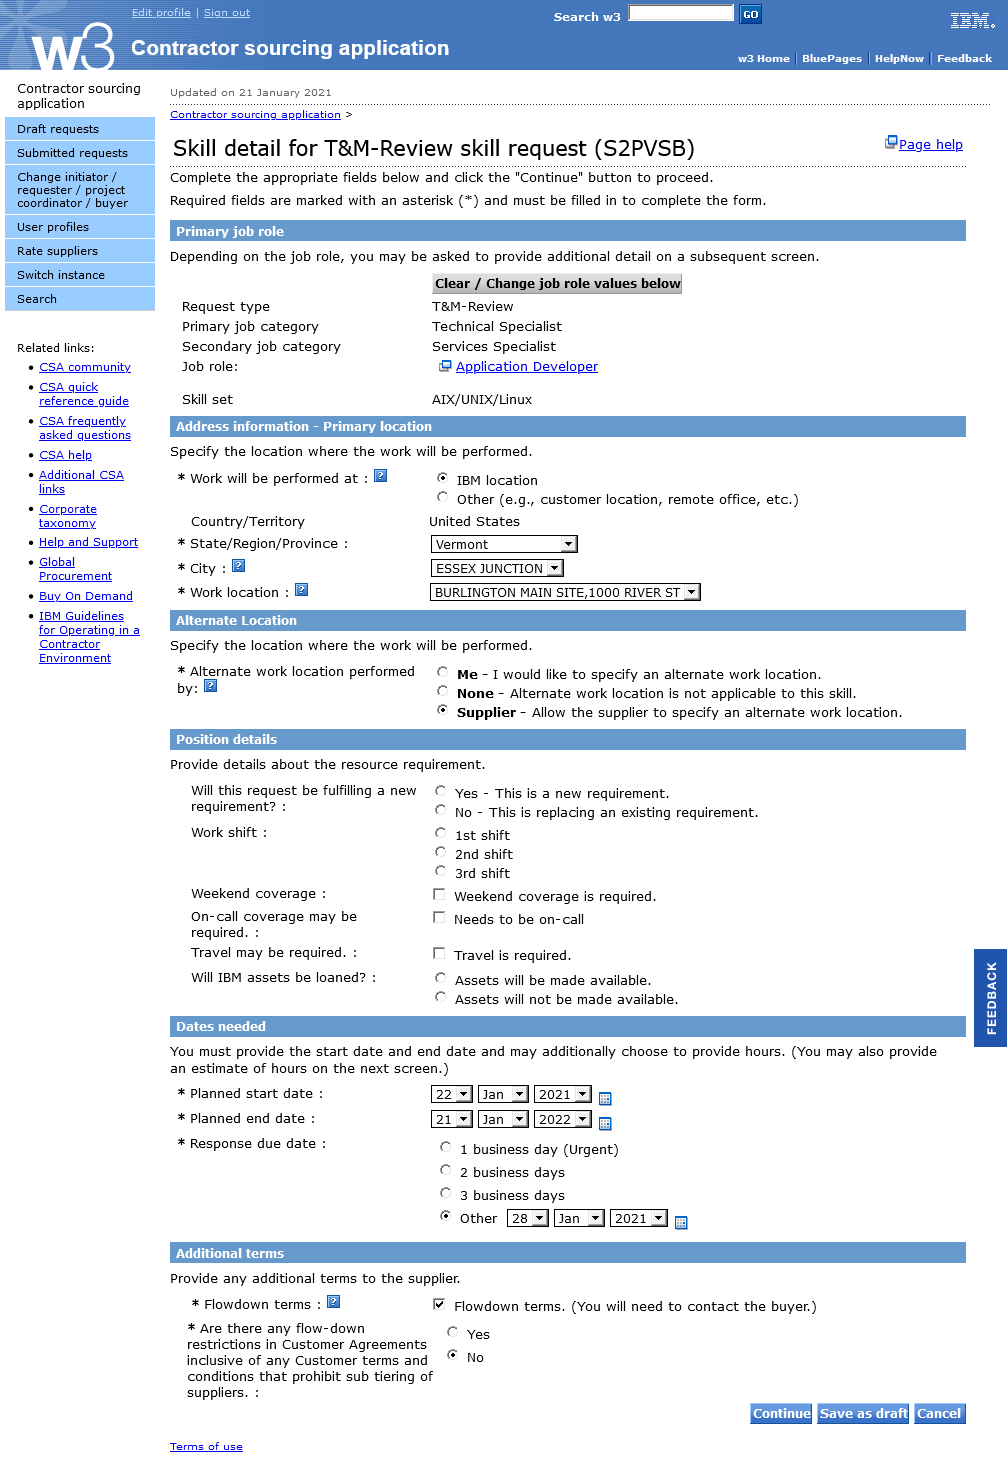 Edit profile | Sign out
Search w3
GO
IBM.
w3
Contractor sourcing application
w3 Home | BluePages | HelpNow | Feedback
Contractor sourcing
application
Draft requests
Submitted requests
Change initiator /
requester / project
coordinator / buyer
User profiles
Rate suppliers
Switch instance
Search
Related links:
CSA community
CSA quick
reference guide
CSA frequently
asked questions
CSA help
Additional CSA
links
Corporate
taxonomy
Help and Support
Global
Procurement
Buy On Demand
IBM Guidelines
for Operating in a
Contractor
Environment
Updated on 21 January 2021
Contractor sourcing application >
Skill detail for T&M-Review skill request (S2PVSB)
Page help
Complete the appropriate fields below and click the "Continue" button to proceed.
Required fields are marked with an asterisk (*) and must be filled in to complete the form.
Primary job role
Depending on the job role, you may be asked to provide additional detail on a subsequent screen.
Clear / Change job role values below
Request type T&M-Review
Primary job category Technical Specialist
Secondary job category Services Specialist
Job role: Application Developer
Skill set AIX/UNIX/Linux
Address information - Primary location
Specify the location where the work will be performed.
* Work will be performed at : ? IBM location
Other (e.g., customer location, remote office, etc.)
Country/Territory United States
* State/Region/Province : Vermont
* City : ? ESSEX JUNCTION
* Work location : ? BURLINGTON MAIN SITE,1000 RIVER ST
Alternate Location
Specify the location where the work will be performed.
* Alternate work location performed
by: ?
Me - I would like to specify an alternate work location.
None - Alternate work location is not applicable to this skill.
Supplier - Allow the supplier to specify an alternate work location.
Position details
Provide details about the resource requirement.
Will this request be fulfilling a new
requirement? :
Yes - This is a new requirement.
No - This is replacing an existing requirement.
Work shift : 1st shift
2nd shift
3rd shift
Weekend coverage : Weekend coverage is required.
On-call coverage may be
required. :
Needs to be on-call
Travel may be required. : Travel is required.
Will IBM assets be loaned? : Assets will be made available.
Assets will not be made available.
FEEDBACK
Dates needed
You must provide the start date and end date and may additionally choose to provide hours. (You may also provide
an estimate of hours on the next screen.)
* Planned start date : 22 Jan 2021
* Planned end date : 21 Jan 2022
* Response due date : 1 business day (Urgent)
2 business days
3 business days
Other 28 Jan 2021
Additional terms
Provide any additional terms to the supplier.
* Flowdown terms : ? Flowdown terms. (You will need to contact the buyer.)
* Are there any flow-down
restrictions in Customer Agreements
inclusive of any Customer terms and
conditions that prohibit sub tiering of
suppliers. :
Yes
No
Continue Save as draft Cancel
Terms of use